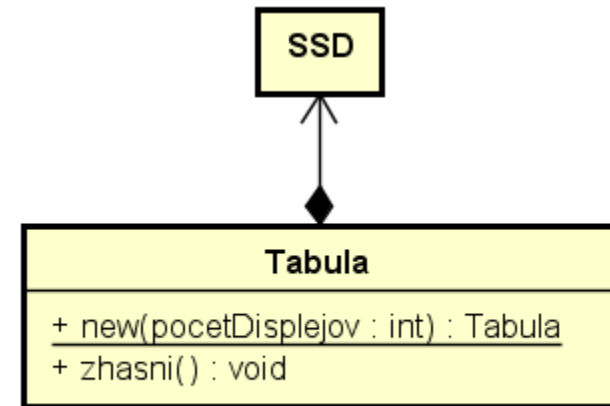 SSD
Tabula
+ new(pocetDisplejov : int) : Tabula
+ zhasni() : void